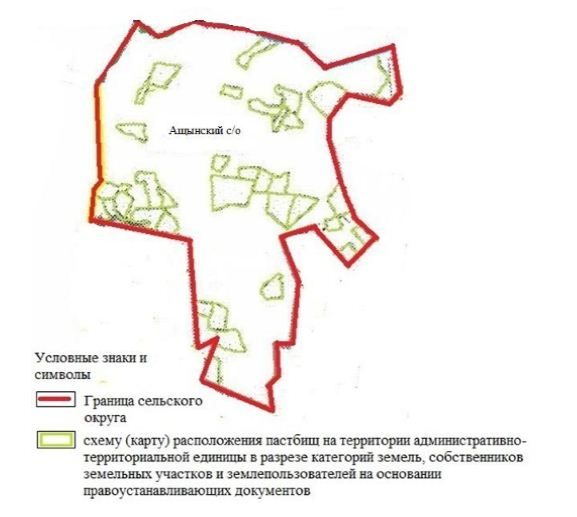 Ащынский с/о
Условные знаки и
символы
Граница сельского
округа
схему (карту) расположения пастбищ на территории административно-
территориальной единицы в разрезе категорий земель, собственников
земельных участков и землепользователей на основании
правоустанавливающих документов